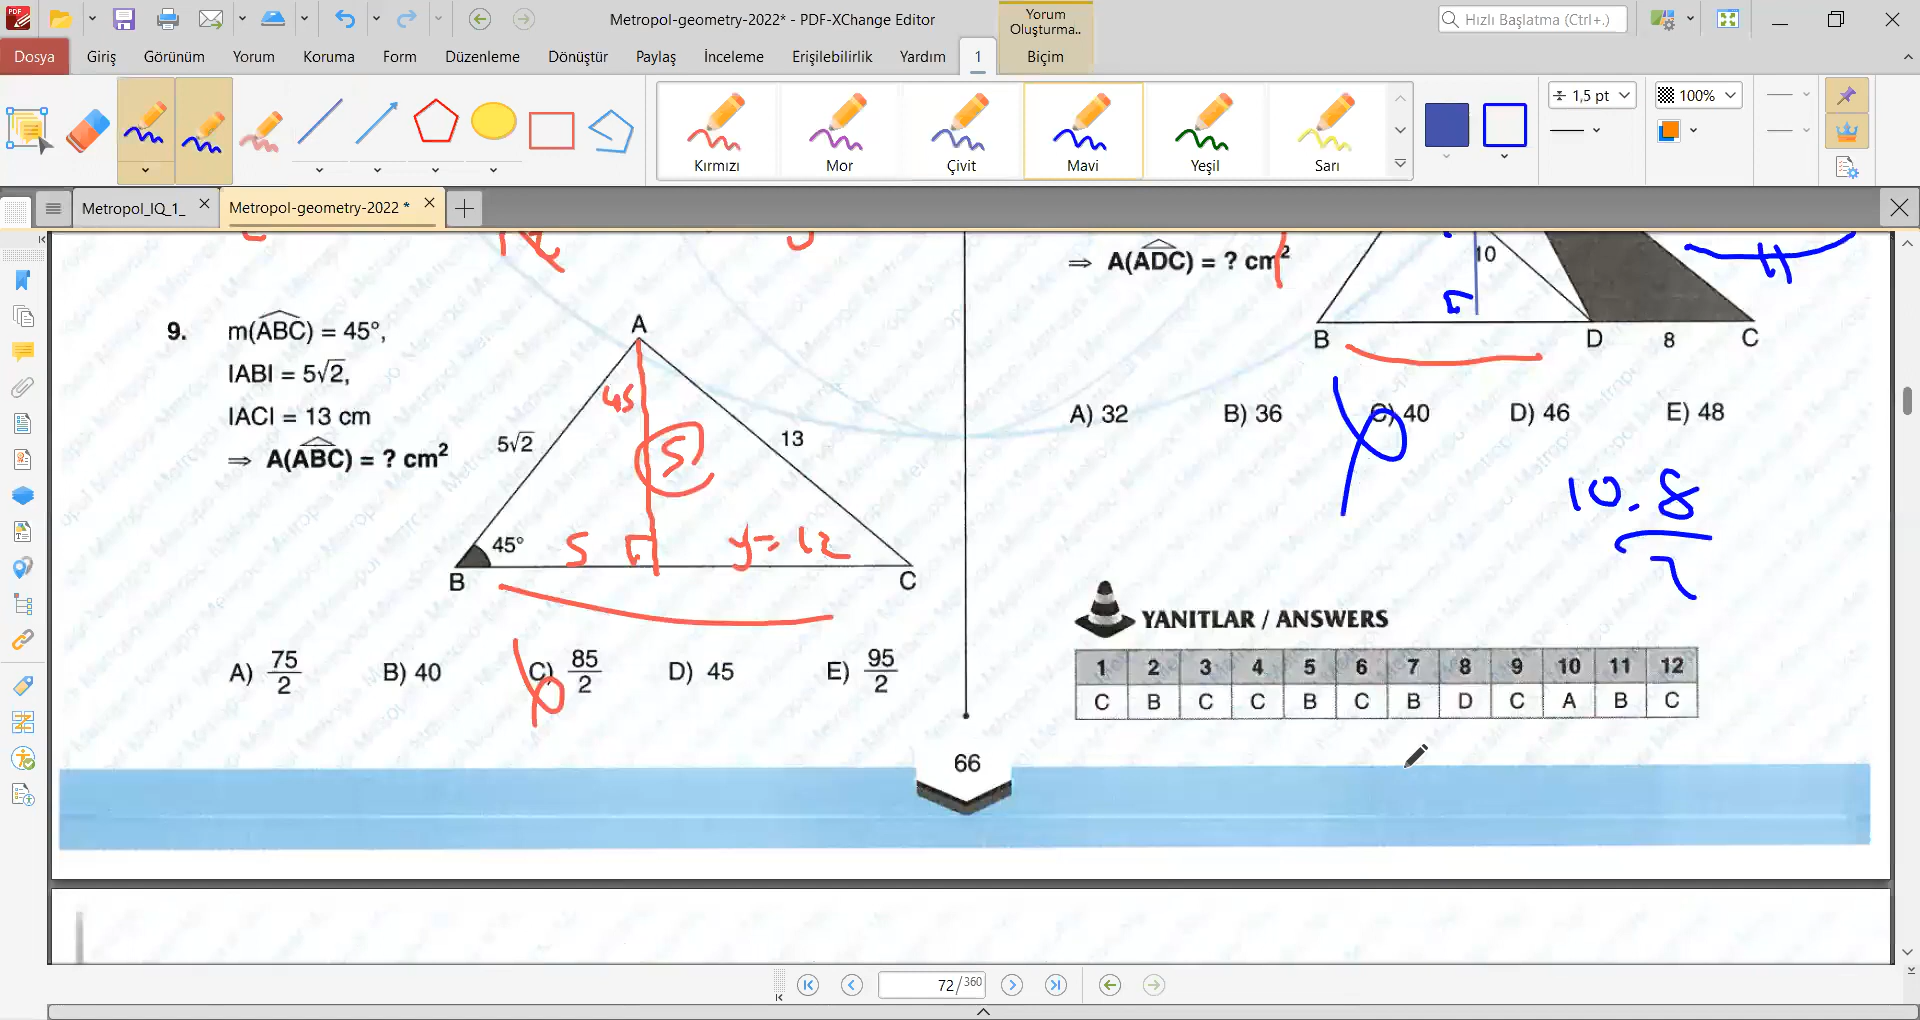 Metropol-geometry-2022* - PDF-XChange Editor
Yorum
Oluşturma..
Hızlı Başlatma (Ctrl+.)
Dosya
Giriş
Görünüm
Yorum
Koruma
Form
Düzenleme
Dönüştür
Paylaş
İnceleme
Erişilebilirlik
Yardım
1
Biçim
Kırmızı
Mor
Çivit
Mavi
Yeşil
Sarı
1,5 pt
100%
Metropol_IQ_1_
Metropol-geometry-2022 *
9.
m(ABC) = 45°,
IABI = 5√2,
IACI = 13 cm
⇒ A(ABC) = ? cm²
A
45
5√2
5
13
45°
5
y = 12
B
C
A) 75/2
B) 40
C) 85/2
D) 45
E) 95/2
⇒ A(ADC) = ? cm²
10
B
D
8
C
A) 32
B) 36
C) 40
D) 46
E) 48
10.8
2
YANITLAR / ANSWERS
1 2 3 4 5 6 7 8 9 10 11 12
C B C C B C B D C A B C
66
72 / 360